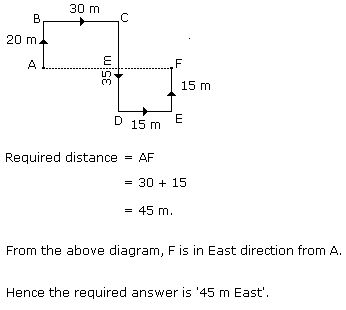 30 m
B C
20 m
A 35 m F
15 m
D 15 m E
Required distance = AF
= 30 + 15
= 45 m.
From the above diagram, F is in East direction from A.
Hence the required answer is '45 m East'.